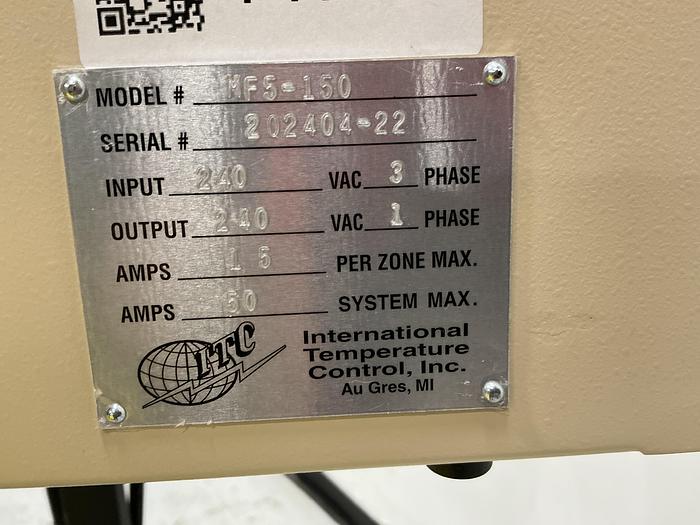 MODEL # MF5-150
SERIAL # 202404-22
INPUT 240 VAC 3 PHASE
OUTPUT 240 VAC 1 PHASE
AMPS 15 PER ZONE MAX.
AMPS 50 SYSTEM MAX.
ITC
International
Temperature
Control, Inc.
Au Gres, MI